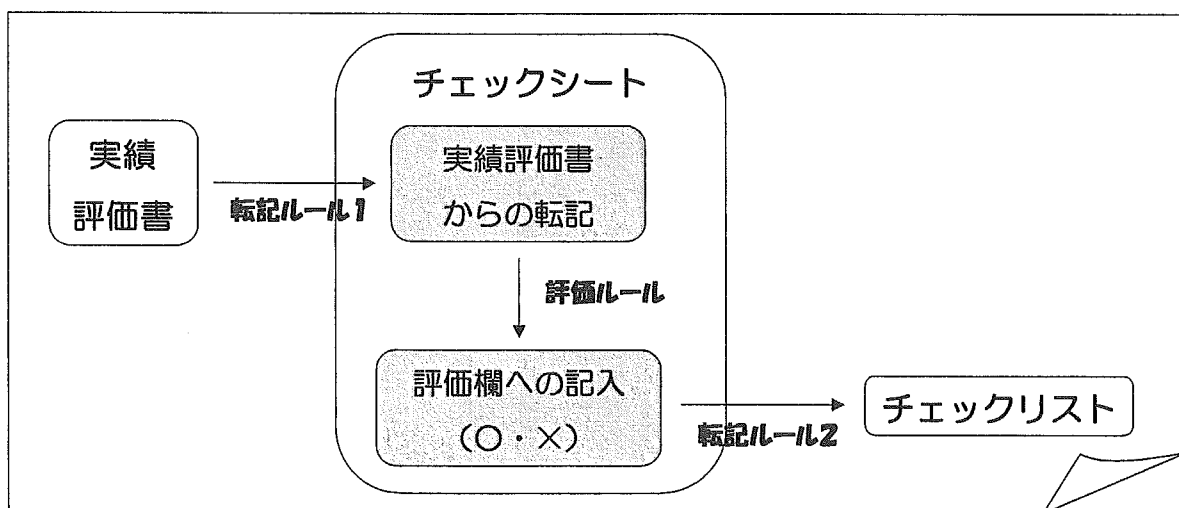 チェックシート
実績
評価書
転記ルール1
実績評価書
からの転記
評価ルール
評価欄への記入
(○・×)
転記ルール2
チェックリスト